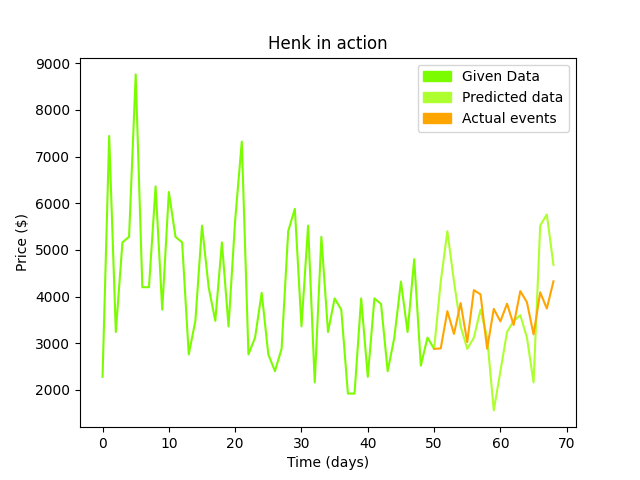 Henk in action
Given Data
Predicted data
Actual events
Price ($)
9000
8000
7000
6000
5000
4000
3000
2000
0 10 20 30 40 50 60 70
Time (days)